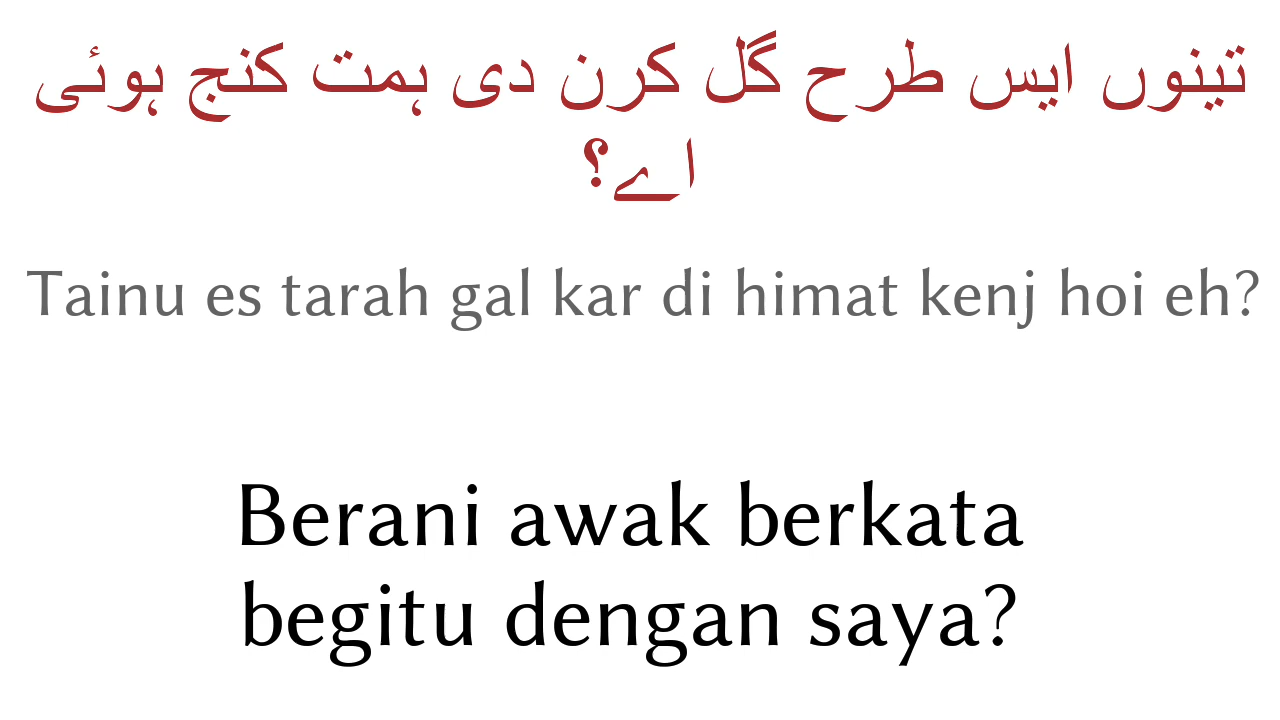 تینوں ایس طرح گل کرن دی ہمت کنج ہوئی
اے؟
Tainu es tarah gal kar di himat kenj hoi eh?
Berani awak berkata
begitu dengan saya?